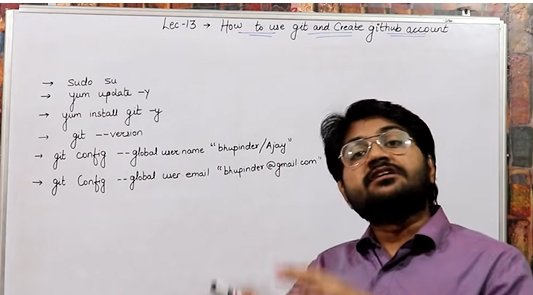 Lec-13 → How to use git and Create github account
→ sudo su
→ yum update -y
→ yum install git -y
→ git --version
→ git config --global user name "bhupinder/Ajay"
→ git Config --global user email "bhupinder@gmail.com"